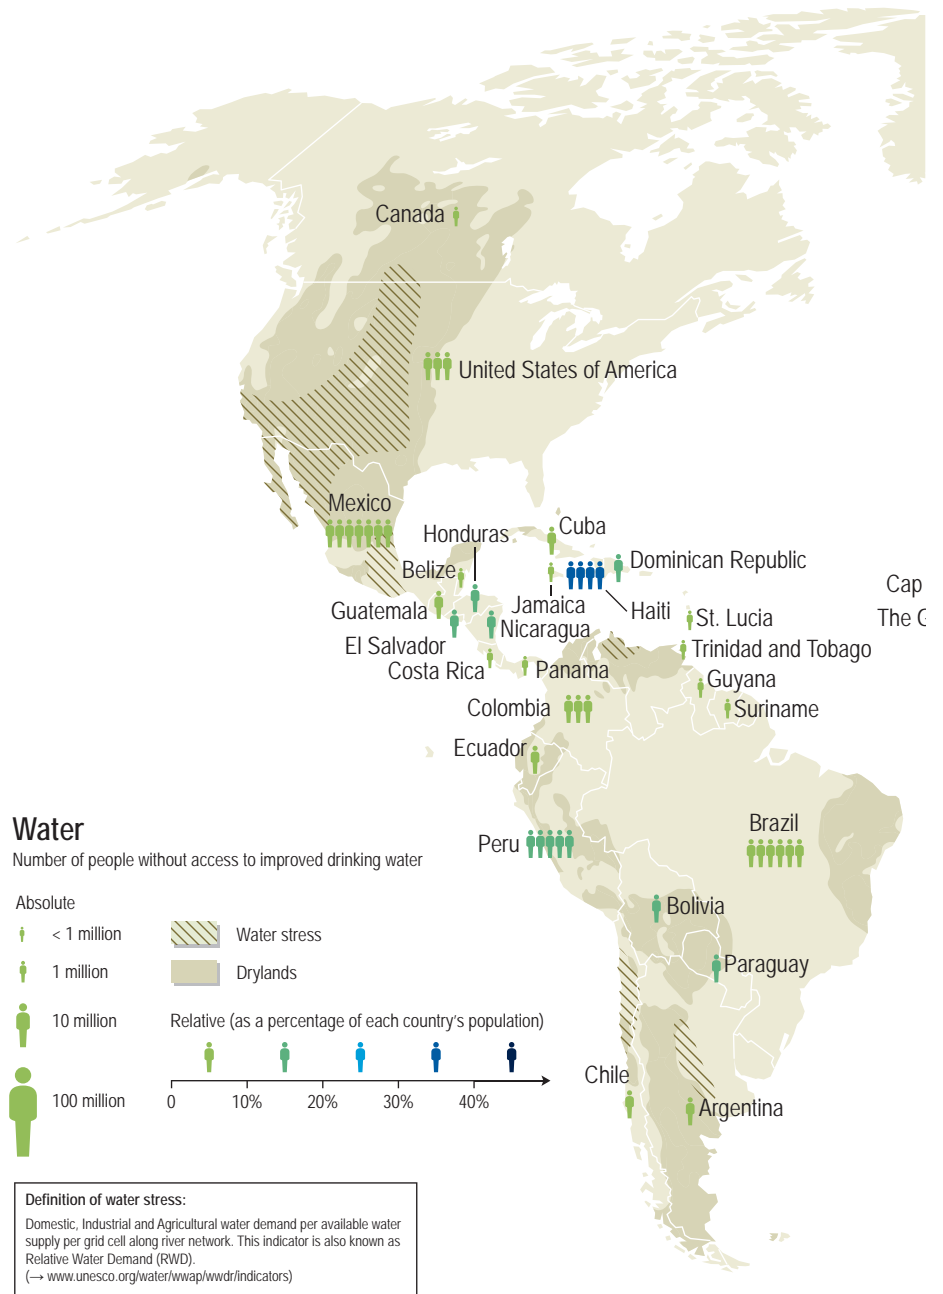 Canada
United States of America
Mexico
Honduras
Cuba
Dominican Republic
Belize
Cap
Guatemala
Jamaica
Haiti
The G
St. Lucia
El Salvador
Nicaragua
Trinidad and Tobago
Costa Rica
Panama
Guyana
Colombia
Suriname
Ecuador
Peru
Brazil
Bolivia
Paraguay
Chile
Argentina
Water
Number of people without access to improved drinking water
Absolute
< 1 million
Water stress
1 million
Drylands
10 million
Relative (as a percentage of each country's population)
100 million
0 10% 20% 30% 40%
Definition of water stress:
Domestic, Industrial and Agricultural water demand per available water
supply per grid cell along river network. This indicator is also known as
Relative Water Demand (RWD).
(→ www.unesco.org/water/wwap/wwdr/indicators)